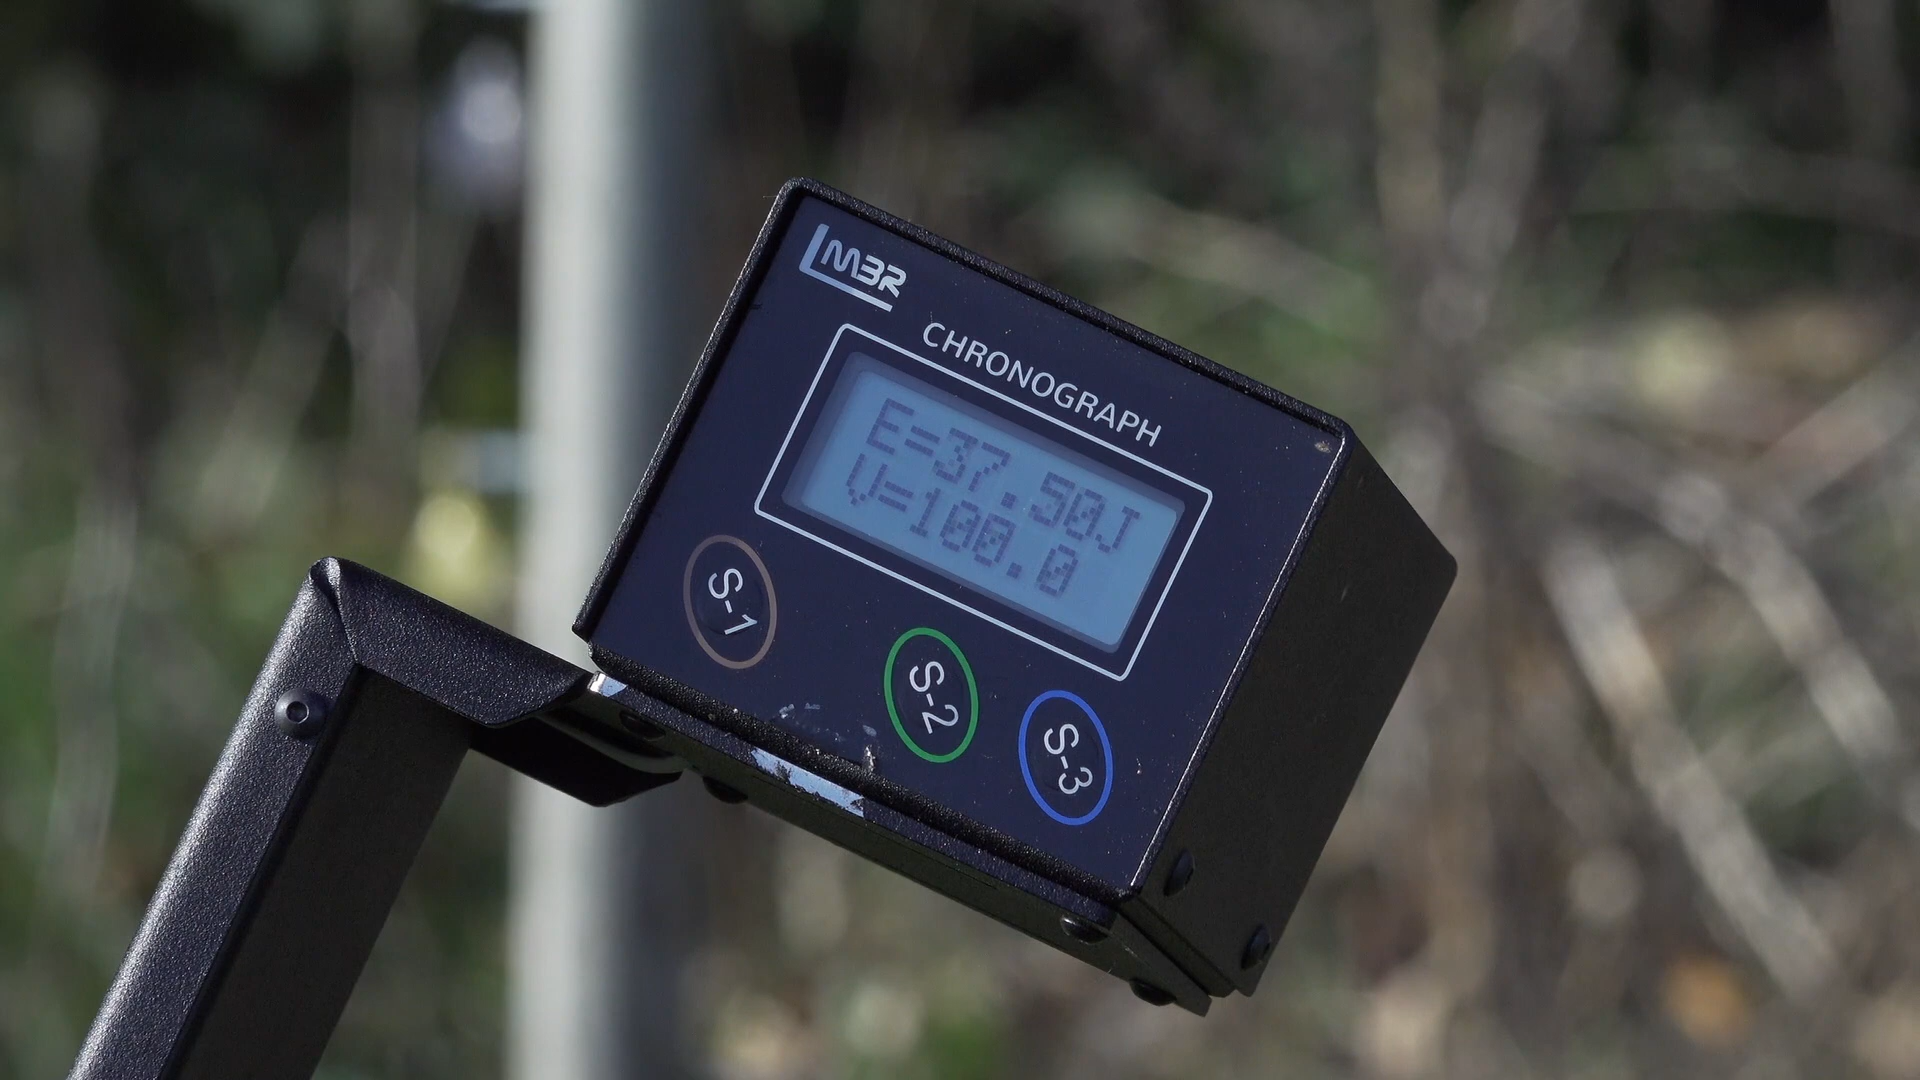 LMBR
CHRONOGRAPH
E=37.50J
V=100.0
S-1
S-2
S-3